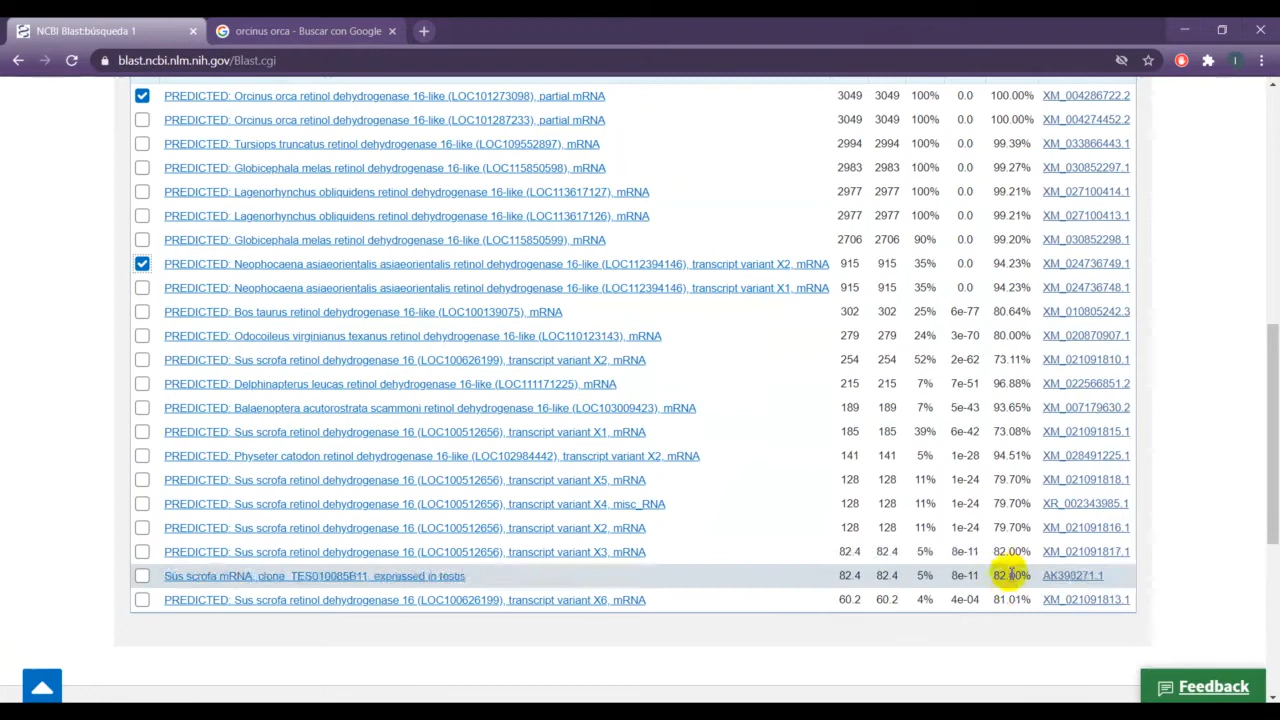 NCBI Blast:búsqueda 1
orcinus orca - Buscar con Google
blast.ncbi.nlm.nih.gov/Blast.cgi
PREDICTED: Orcinus orca retinol dehydrogenase 16-like (LOC101273098), partial mRNA 3049 3049 100% 0.0 100.00% XM_004286722.2
PREDICTED: Orcinus orca retinol dehydrogenase 16-like (LOC101287233), partial mRNA 3049 3049 100% 0.0 100.00% XM_004274452.2
PREDICTED: Tursiops truncatus retinol dehydrogenase 16-like (LOC109552897), mRNA 2994 2994 100% 0.0 99.39% XM_033866443.1
PREDICTED: Globicephala melas retinol dehydrogenase 16-like (LOC115850598), mRNA 2983 2983 100% 0.0 99.27% XM_030852297.1
PREDICTED: Lagenorhynchus obliquidens retinol dehydrogenase 16-like (LOC113617127), mRNA 2977 2977 100% 0.0 99.21% XM_027100414.1
PREDICTED: Lagenorhynchus obliquidens retinol dehydrogenase 16-like (LOC113617126), mRNA 2977 2977 100% 0.0 99.21% XM_027100413.1
PREDICTED: Globicephala melas retinol dehydrogenase 16-like (LOC115850599), mRNA 2706 2706 90% 0.0 99.20% XM_030852298.1
PREDICTED: Neophocaena asiaeorientalis asiaeorientalis retinol dehydrogenase 16-like (LOC112394146), transcript variant X2, mRNA 915 915 35% 0.0 94.23% XM_024736749.1
PREDICTED: Neophocaena asiaeorientalis asiaeorientalis retinol dehydrogenase 16-like (LOC112394146), transcript variant X1, mRNA 915 915 35% 0.0 94.23% XM_024736748.1
PREDICTED: Bos taurus retinol dehydrogenase 16-like (LOC100139075), mRNA 302 302 25% 6e-77 80.64% XM_010805242.3
PREDICTED: Odocoileus virginianus texanus retinol dehydrogenase 16-like (LOC110123143), mRNA 279 279 24% 3e-70 80.00% XM_020870907.1
PREDICTED: Sus scrofa retinol dehydrogenase 16 (LOC100626199), transcript variant X2, mRNA 254 254 52% 2e-62 73.11% XM_021091810.1
PREDICTED: Delphinapterus leucas retinol dehydrogenase 16-like (LOC111171225), mRNA 215 215 7% 7e-51 96.88% XM_022566851.2
PREDICTED: Balaenoptera acutorostrata scammoni retinol dehydrogenase 16-like (LOC103009423), mRNA 189 189 7% 5e-43 93.65% XM_007179630.2
PREDICTED: Sus scrofa retinol dehydrogenase 16 (LOC100512656), transcript variant X1, mRNA 185 185 39% 6e-42 73.08% XM_021091815.1
PREDICTED: Physeter catodon retinol dehydrogenase 16-like (LOC102984442), transcript variant X2, mRNA 141 141 5% 1e-28 94.51% XM_028491225.1
PREDICTED: Sus scrofa retinol dehydrogenase 16 (LOC100512656), transcript variant X5, mRNA 128 128 11% 1e-24 79.70% XM_021091818.1
PREDICTED: Sus scrofa retinol dehydrogenase 16 (LOC100512656), transcript variant X4, misc_RNA 128 128 11% 1e-24 79.70% XR_002343985.1
PREDICTED: Sus scrofa retinol dehydrogenase 16 (LOC100512656), transcript variant X2, mRNA 128 128 11% 1e-24 79.70% XM_021091816.1
PREDICTED: Sus scrofa retinol dehydrogenase 16 (LOC100512656), transcript variant X3, mRNA 82.4 82.4 5% 8e-11 82.00% XM_021091817.1
Sus scrofa mRNA, clone: TES010085B11, expressed in testis 82.4 82.4 5% 8e-11 82.00%
PREDICTED: Sus scrofa retinol dehydrogenase 16 (LOC100626199), transcript variant X6, mRNA 60.2 60.2 4% 4e-04 81.01% XM_021091813.1
Feedback